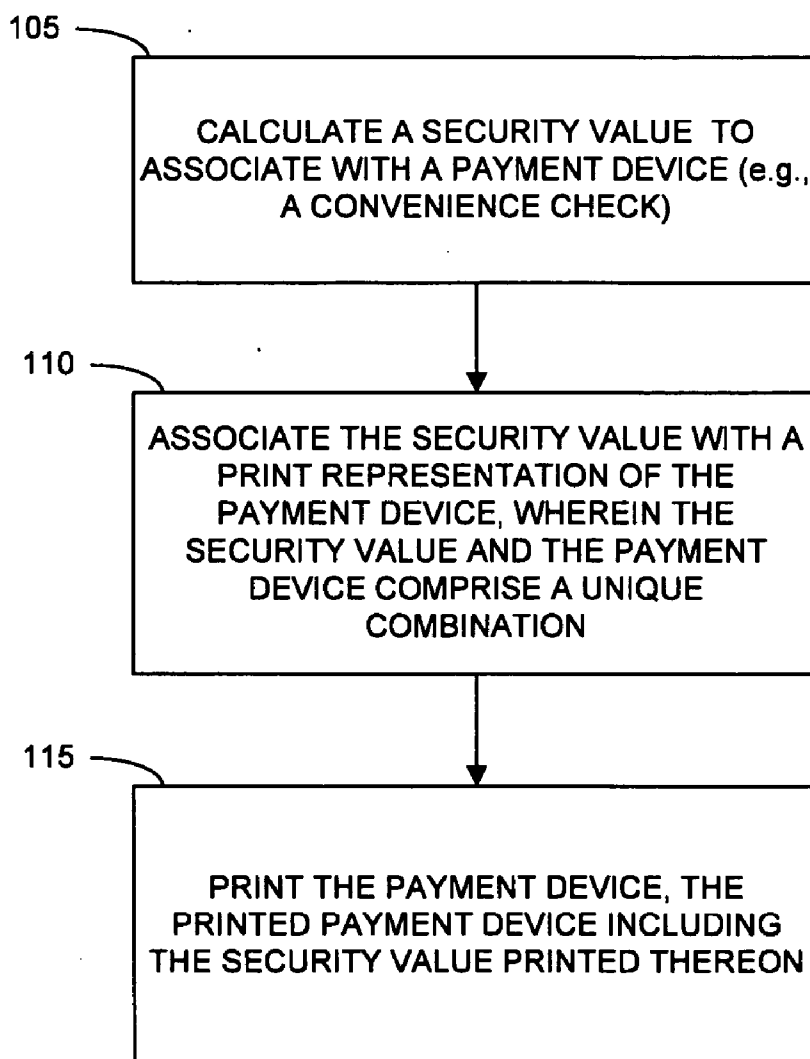 105
CALCULATE A SECURITY VALUE TO
ASSOCIATE WITH A PAYMENT DEVICE (e.g.,
A CONVENIENCE CHECK)
110
ASSOCIATE THE SECURITY VALUE WITH A
PRINT REPRESENTATION OF THE
PAYMENT DEVICE, WHEREIN THE
SECURITY VALUE AND THE PAYMENT
DEVICE COMPRISE A UNIQUE
COMBINATION
115
PRINT THE PAYMENT DEVICE, THE
PRINTED PAYMENT DEVICE INCLUDING
THE SECURITY VALUE PRINTED THEREON